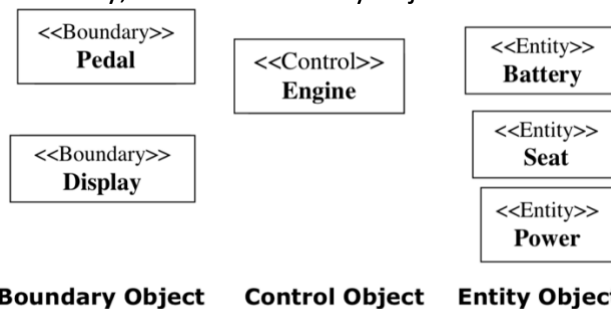 <<Boundary>>
Pedal
<<Boundary>>
Display
<<Control>>
Engine
<<Entity>>
Battery
<<Entity>>
Seat
<<Entity>>
Power
Boundary Object
Control Object
Entity Object